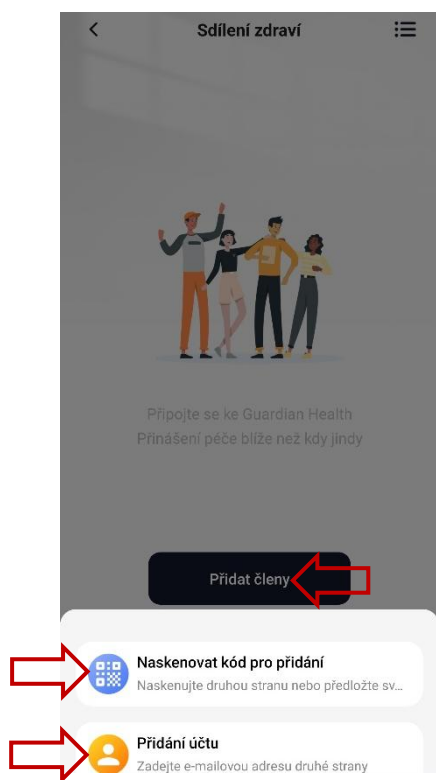 Sdílení zdraví
Připojte se ke Guardian Health
Přinášení péče blíže než kdy jindy
Přidat členy
Naskenovat kód pro přidání
Naskenujte druhou stranu nebo předložte sv...
Přidání účtu
Zadejte e-mailovou adresu druhé strany